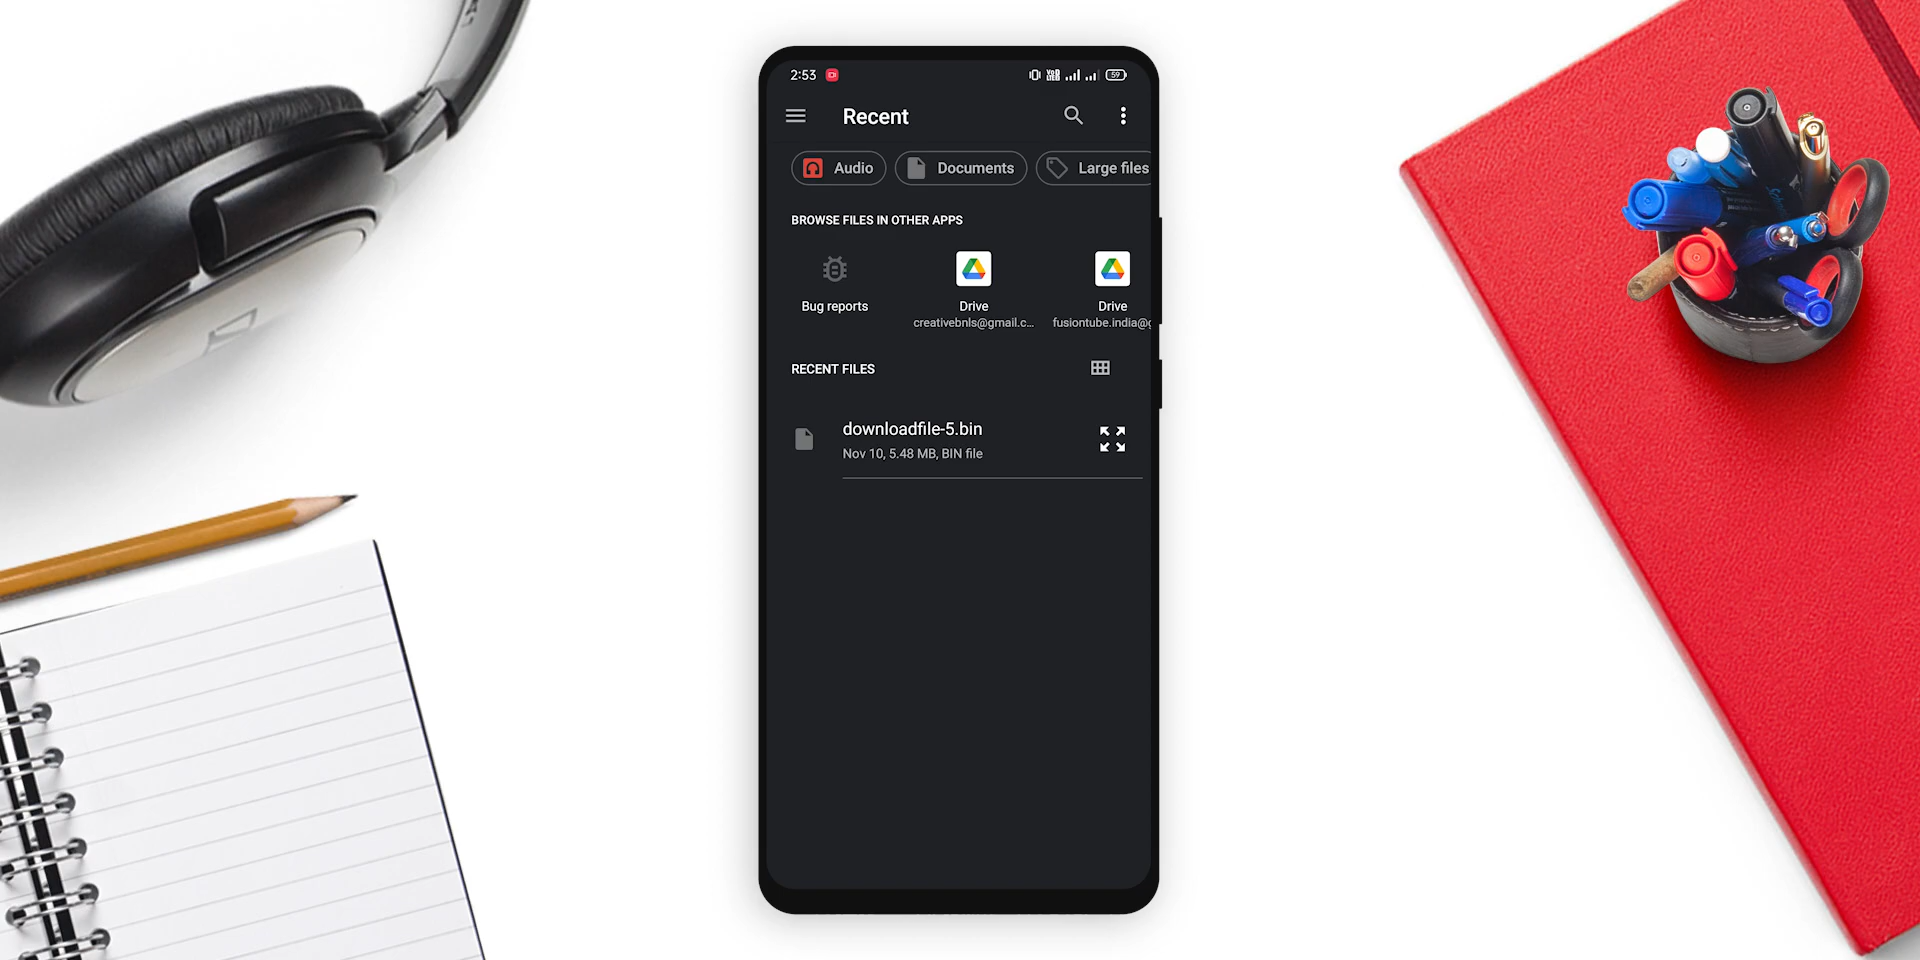 2:53
59
Recent
Audio
Documents
Large files
BROWSE FILES IN OTHER APPS
Bug reports
Drive
creativebnls@gmail.c...
Drive
fusiontube.india@g
RECENT FILES
downloadfile-5.bin
Nov 10, 5.48 MB, BIN file